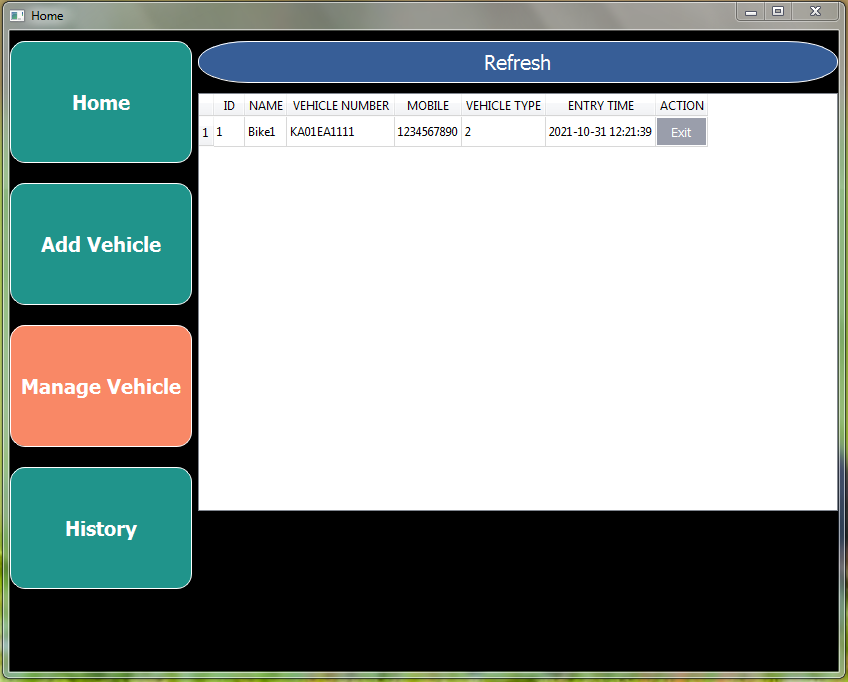 Home
Home
Add Vehicle
Manage Vehicle
History
Refresh
ID NAME VEHICLE NUMBER MOBILE VEHICLE TYPE ENTRY TIME ACTION
1 1 Bike1 KA01EA1111 1234567890 2 2021-10-31 12:21:39 Exit